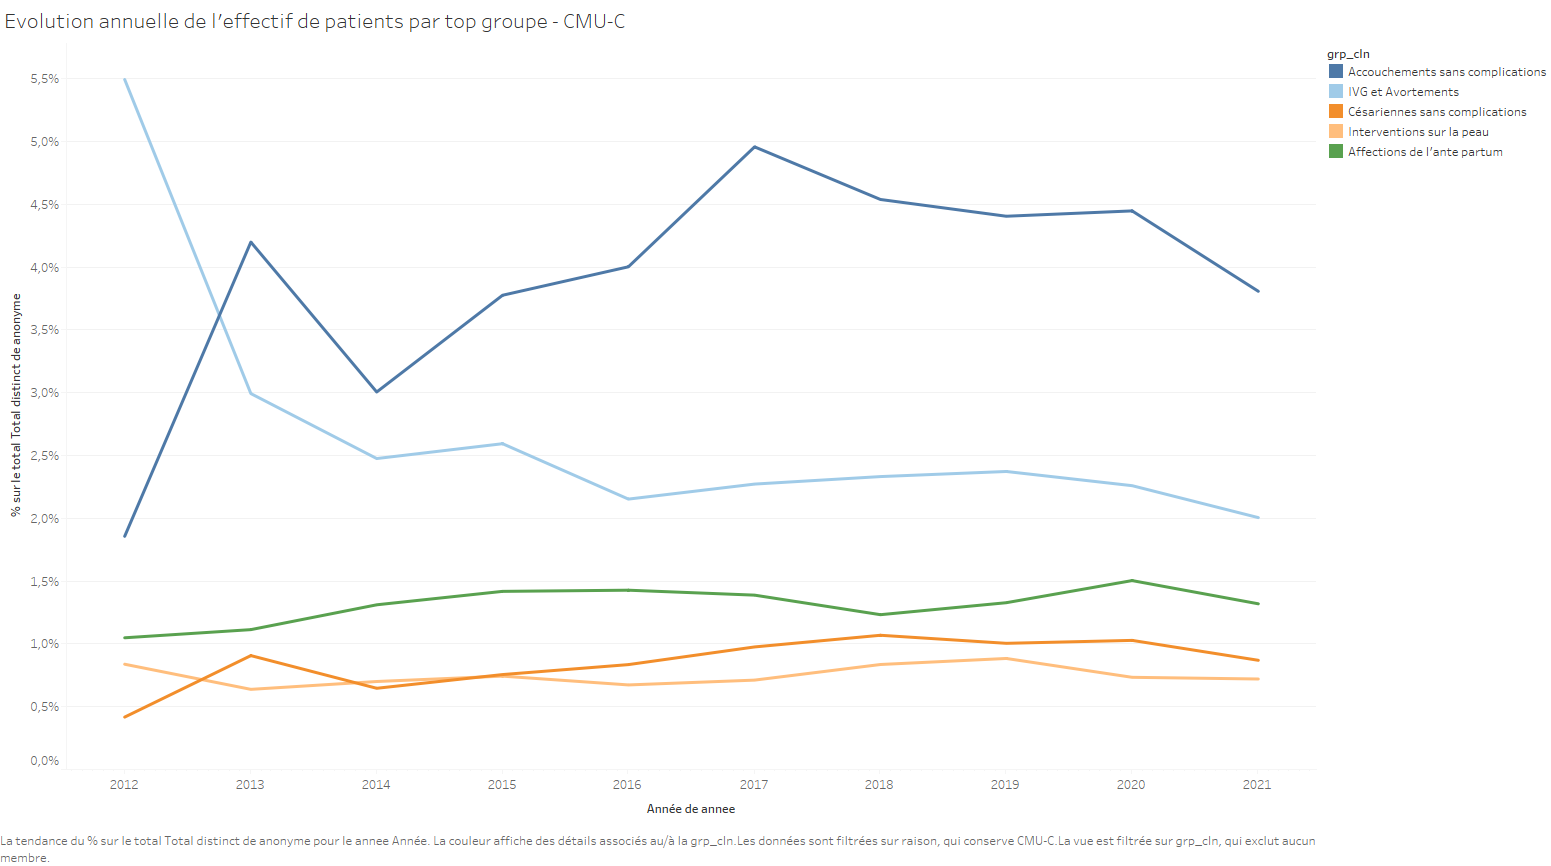 Evolution annuelle de l'effectif de patients par top groupe - CMU-C
grp_cln
Accouchements sans complications
IVG et Avortements
Césariennes sans complications
Interventions sur la peau
Affections de l'ante partum
% sur le total Total distinct de anonyme
5,5%
5,0%
4,5%
4,0%
3,5%
3,0%
2,5%
2,0%
1,5%
1,0%
0,5%
0,0%
2012 2013 2014 2015 2016 2017 2018 2019 2020 2021
Année de annee
La tendance du % sur le total Total distinct de anonyme pour le annee Année. La couleur affiche des détails associés au/à la grp_cln.Les données sont filtrées sur raison, qui conserve CMU-C.La vue est filtrée sur grp_cln, qui exclut aucun
membre.